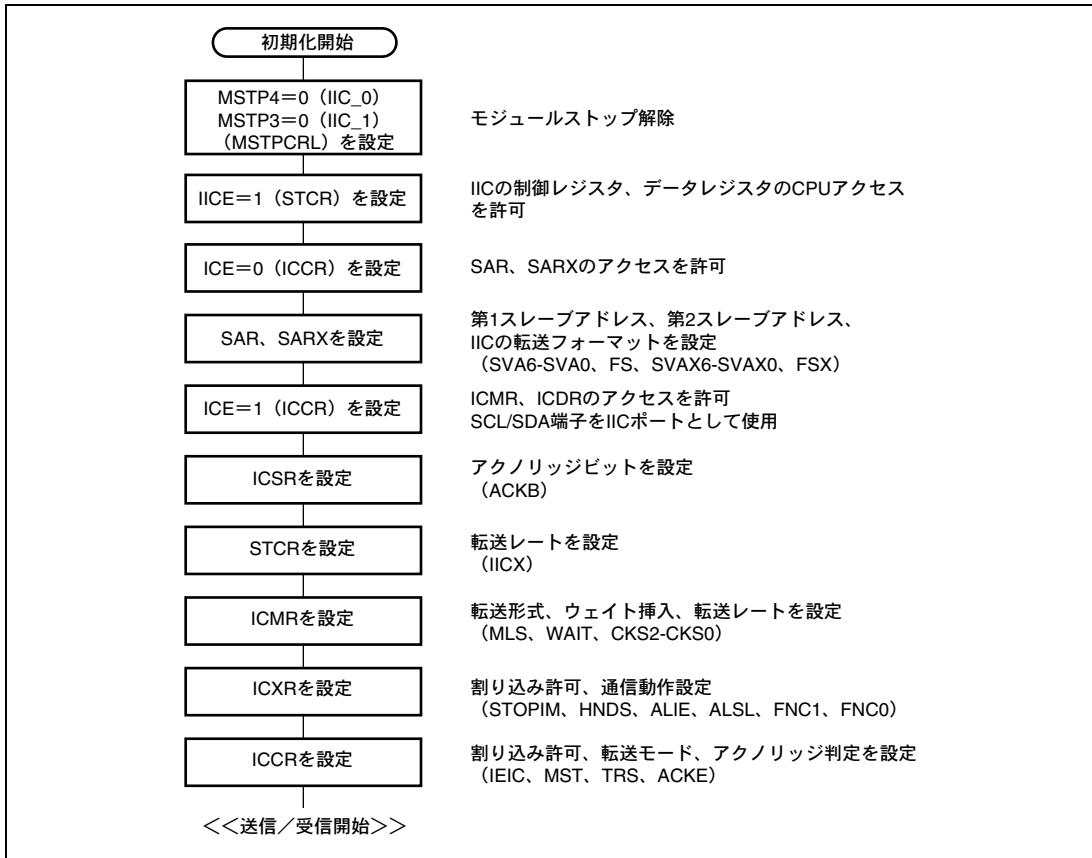 初期化開始
MSTP4＝0（IIC_0）
MSTP3＝0（IIC_1）
（MSTPCRL）を設定
モジュールストップ解除
IICE＝1（STCR）を設定
IICの制御レジスタ、データレジスタのCPUアクセス
を許可
ICE＝0（ICCR）を設定
SAR、SARXのアクセスを許可
SAR、SARXを設定
第1スレーブアドレス、第2スレーブアドレス、
IICの転送フォーマットを設定
（SVA6-SVA0、FS、SVAX6-SVAX0、FSX）
ICE＝1（ICCR）を設定
ICMR、ICDRのアクセスを許可
SCL/SDA端子をIICポートとして使用
ICSRを設定
アクノリッジビットを設定
（ACKB）
STCRを設定
転送レートを設定
（IICX）
ICMRを設定
転送形式、ウェイト挿入、転送レートを設定
（MLS、WAIT、CKS2-CKS0）
ICXRを設定
割り込み許可、通信動作設定
（STOPIM、HNDS、ALIE、ALSL、FNC1、FNC0）
ICCRを設定
割り込み許可、転送モード、アクノリッジ判定を設定
（IEIC、MST、TRS、ACKE）
＜＜送信／受信開始＞＞